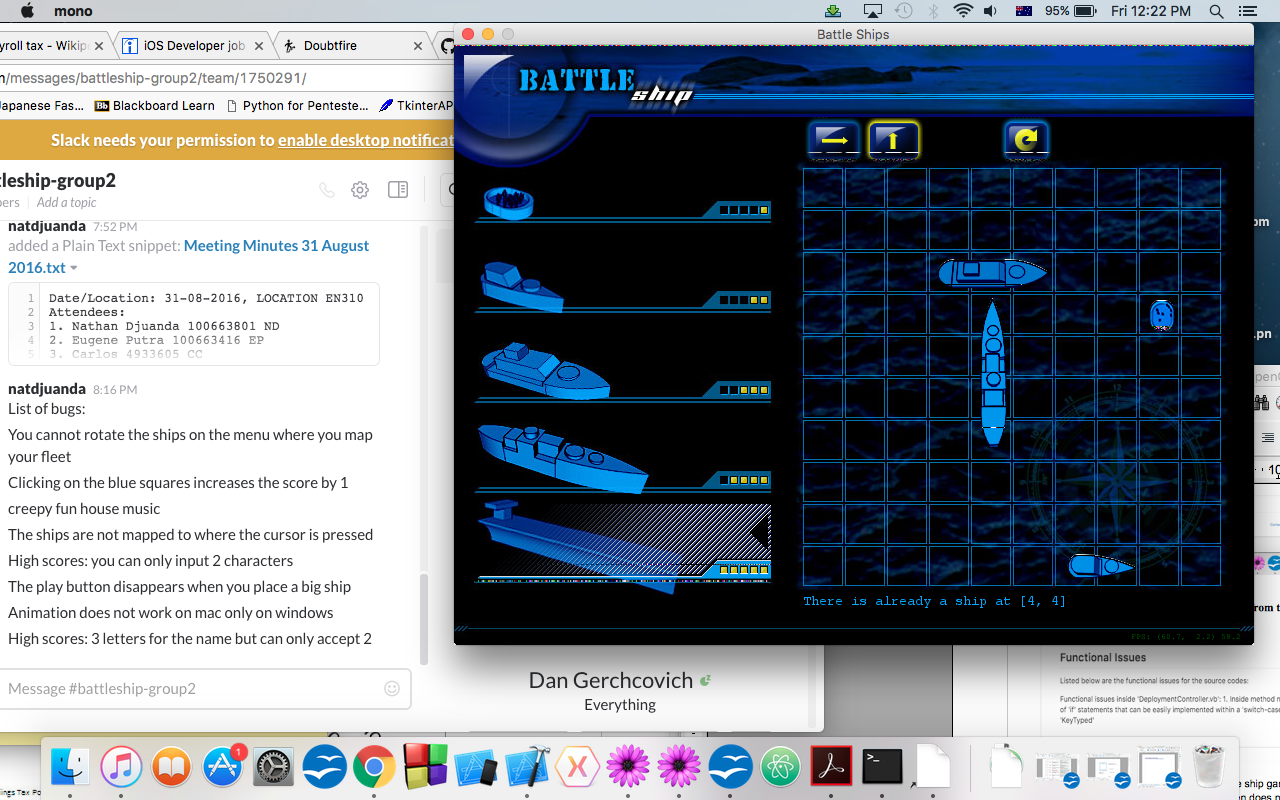 mono
95%
Fri 12:22 PM
yroll tax - Wikip
iOS Developer job
Doubtfire
Battle Ships
n/messages/battleship-group2/team/1750291/
Japanese Fas...
Bb Blackboard Learn
Python for Penteste...
TkinterAP
BATTLE
ship
Slack needs your permission to enable desktop notificat
tleship-group2
bers | Add a topic
natdjuanda 7:52 PM
added a Plain Text snippet: Meeting Minutes 31 August
2016.txt
1 Date/Location: 31-08-2016, LOCATION EN310
2 Attendees:
3 1. Nathan Djuanda 100663801 ND
4 2. Eugene Putra 100663416 EP
5 3. Carlos 4933605 CC
natdjuanda 8:16 PM
List of bugs:
You cannot rotate the ships on the menu where you map
your fleet
Clicking on the blue squares increases the score by 1
creepy fun house music
The ships are not mapped to where the cursor is pressed
High scores: you can only input 2 characters
The play button disappears when you place a big ship
Animation does not work on mac only on windows
High scores: 3 letters for the name but can only accept 2
Message #battleship-group2
There is already a ship at [4, 4]
Dan Gerchcovich
Everything
om
.pn
penO
rom t
Functional Issues
Listed below are the functional issues for the source codes:
Functional issues inside 'DeploymentController.vb': 1. Inside method n
of 'if' statements that can be easily implemented within a 'switch-case
'KeyTyped'
1
ings Tax Po
e ship ga